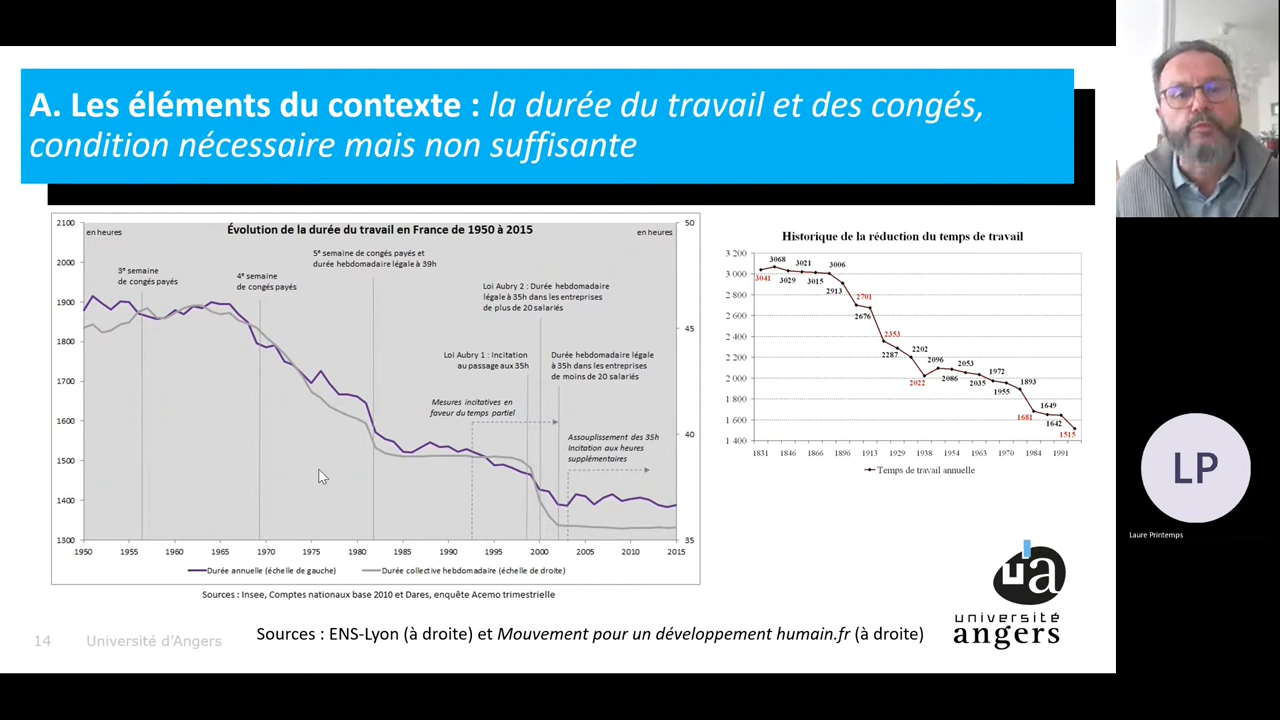 A. Les éléments du contexte : la durée du travail et des congés,
condition nécessaire mais non suffisante
Évolution de la durée du travail en France de 1950 à 2015
en heures
en heures
2100
2000
1900
1800
1700
1600
1500
1400
1300
50
45
40
35
3e semaine
de congés payés
4e semaine
de congés payés
5e semaine de congés payés et
durée hebdomadaire légale à 39h
Loi Aubry 2 : Durée hebdomadaire
légale à 35h dans les entreprises
de plus de 20 salariés
Loi Aubry 1 : Incitation
au passage aux 35h
Durée hebdomadaire légale
à 35h dans les entreprises
de moins de 20 salariés
Mesures incitatives en
faveur du temps partiel
Assouplissement des 35h
Incitation aux heures
supplémentaires
1950 1955 1960 1965 1970 1975 1980 1985 1990 1995 2000 2005 2010 2015
Durée annuelle (échelle de gauche) Durée collective hebdomadaire (échelle de droite)
Sources : Insee, Comptes nationaux base 2010 et Dares, enquête Acemo trimestrielle
Historique de la réduction du temps de travail
3 200
3 000
2 800
2 600
2 400
2 200
2 000
1 800
1 600
1 400
3041
3068
3029
3021
3015
3006
2913
2701
2676
2353
2287
2202
2022
2096
2086
2053
2035
1972
1955
1893
1681
1649
1642
1515
1831 1846 1866 1896 1913 1929 1938 1954 1963 1970 1984 1991
Temps de travail annuelle
Sources : ENS-Lyon (à droite) et Mouvement pour un développement humain.fr (à droite)
14 Université d'Angers
ua
université
angers
LP
Laure Printemps